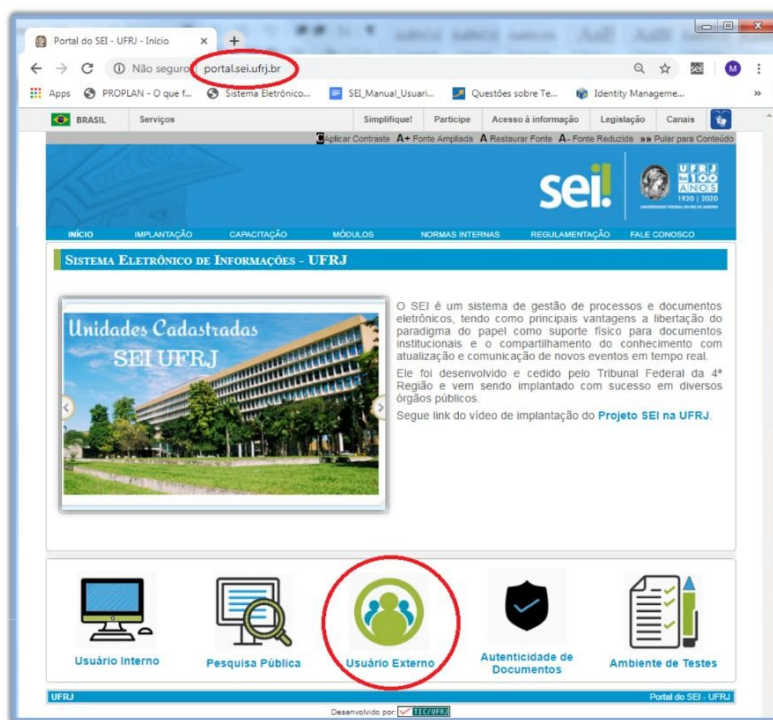 Portal do SEI - UFRJ - Início
Não seguro portal.sei.ufrj.br
M
Apps PROPLAN - O que f... Sistema Eletrônico... SEI_Manual_Usuari... Questões sobre Te... Identity Manageme... »
BRASIL Serviços Simplifique! Participe Acesso à informação Legislação Canais
CAplicar Contraste A+ Fonte Ampliada A Restaurar Fonte A- Fonte Reduzida »» Pular para Conteúdo
sei! UFRJ
100
ANOS
1920 | 2020
INÍCIO IMPLANTAÇÃO CAPACITAÇÃO MÓDULOS NORMAS INTERNAS REGULAMENTAÇÃO FALE CONOSCO
SISTEMA ELETRÔNICO DE INFORMAÇÕES - UFRJ
Unidades Cadastradas
SEI UFRJ
O SEI é um sistema de gestão de processos e documentos
eletrônicos, tendo como principais vantagens a libertação do
paradigma do papel como suporte físico para documentos
institucionais e o compartilhamento do conhecimento com
atualização e comunicação de novos eventos em tempo real.
Ele foi desenvolvido e cedido pelo Tribunal Federal da 4ª
Região e vem sendo implantado com sucesso em diversos
órgãos públicos.
Segue link do vídeo de implantação do Projeto SEI na UFRJ.
Usuário Interno
Pesquisa Pública
Usuário Externo
Autenticidade de
Documentos
Ambiente de Testes
UFRJ Portal do SEI - UFRJ
Desenvolvido por: TIC/UFRJ